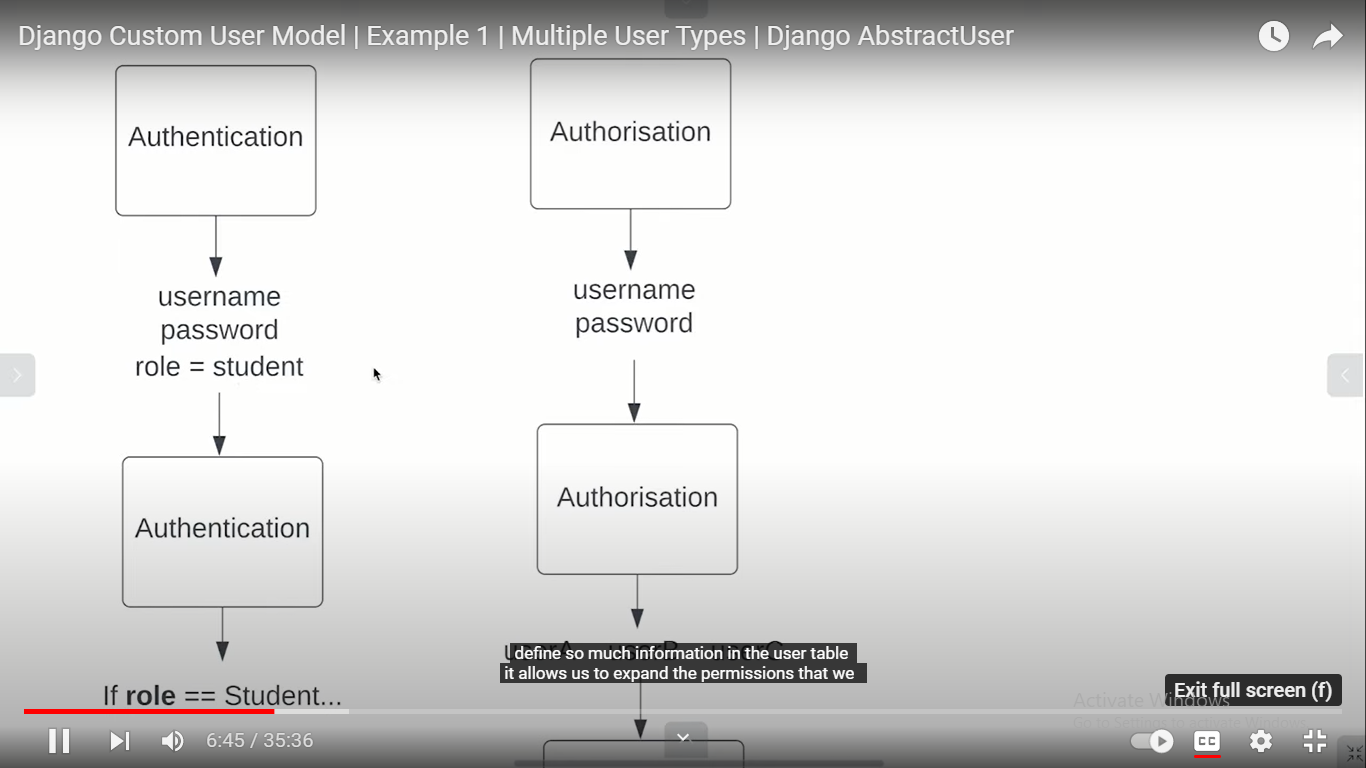 Django Custom User Model | Example 1 | Multiple User Types | Django AbstractUser
Authentication
username
password
role = student
Authentication
If role == Student...
Authorisation
username
password
Authorisation
define so much information in the user table
it allows us to expand the permissions that we
Exit full screen (f)
Activate Windows
Go to Settings to activate Windows.
6:45 / 35:36
CC